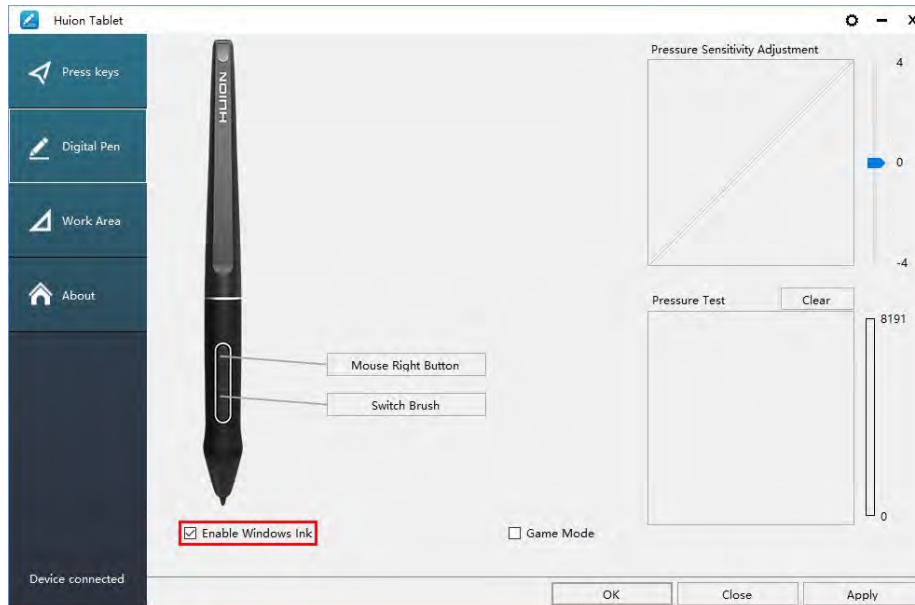 Huion Tablet
Press keys
Digital Pen
Work Area
About
Device connected
HUION
Mouse Right Button
Switch Brush
Enable Windows Ink
Game Mode
Pressure Sensitivity Adjustment
4
0
-4
Pressure Test
Clear
8191
0
OK
Close
Apply